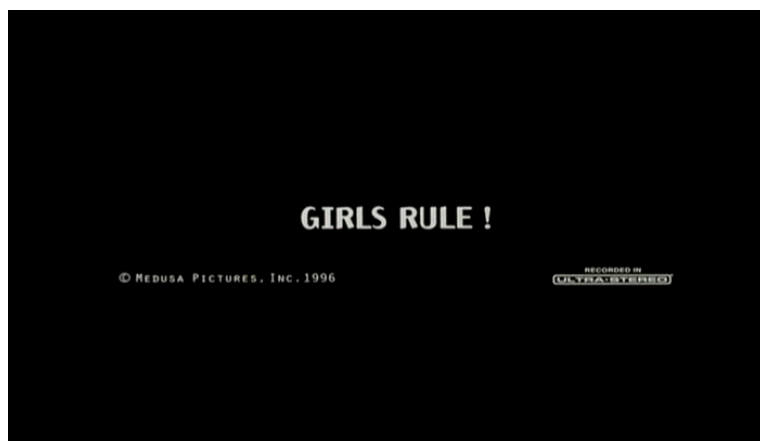 GIRLS RULE !
© MEDUSA PICTURES, INC. 1996
RECORDED IN
ULTRA-STEREO